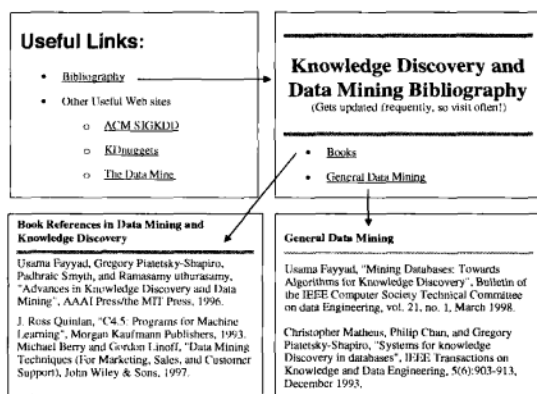 Useful Links:
• Bibliography
• Other Useful Web sites
o ACM SIGKDD
o KDnuggets
o The Data Mine
Knowledge Discovery and
Data Mining Bibliography
(Gets updated frequently, so visit often!)
• Books
• General Data Mining
Book References in Data Mining and
Knowledge Discovery
Usama Fayyad, Gregory Piatetsky-Shapiro,
Padhraic Smyth, and Ramasamy uthurasamy,
"Advances in Knowledge Discovery and Data
Mining", AAAI Press/the MIT Press, 1996.
J. Ross Quinlan, "C4.5: Programs for Machine
Learning", Morgan Kaufmann Publishers, 1993.
Michael Berry and Gordon Linoff, "Data Mining
Techniques (For Marketing, Sales, and Customer
Support), John Wiley & Sons, 1997.
General Data Mining
Usama Fayyad, "Mining Databases: Towards
Algorithms for Knowledge Discovery", Bulletin of
the IEEE Computer Society Technical Committee
on data Engineering, vol. 21, no. 1, March 1998.
Christopher Matheus, Philip Chan, and Gregory
Piatetsky-Shapiro, "Systems for knowledge
Discovery in databases", IEEE Transactions on
Knowledge and Data Engineering, 5(6):903-913,
December 1993.